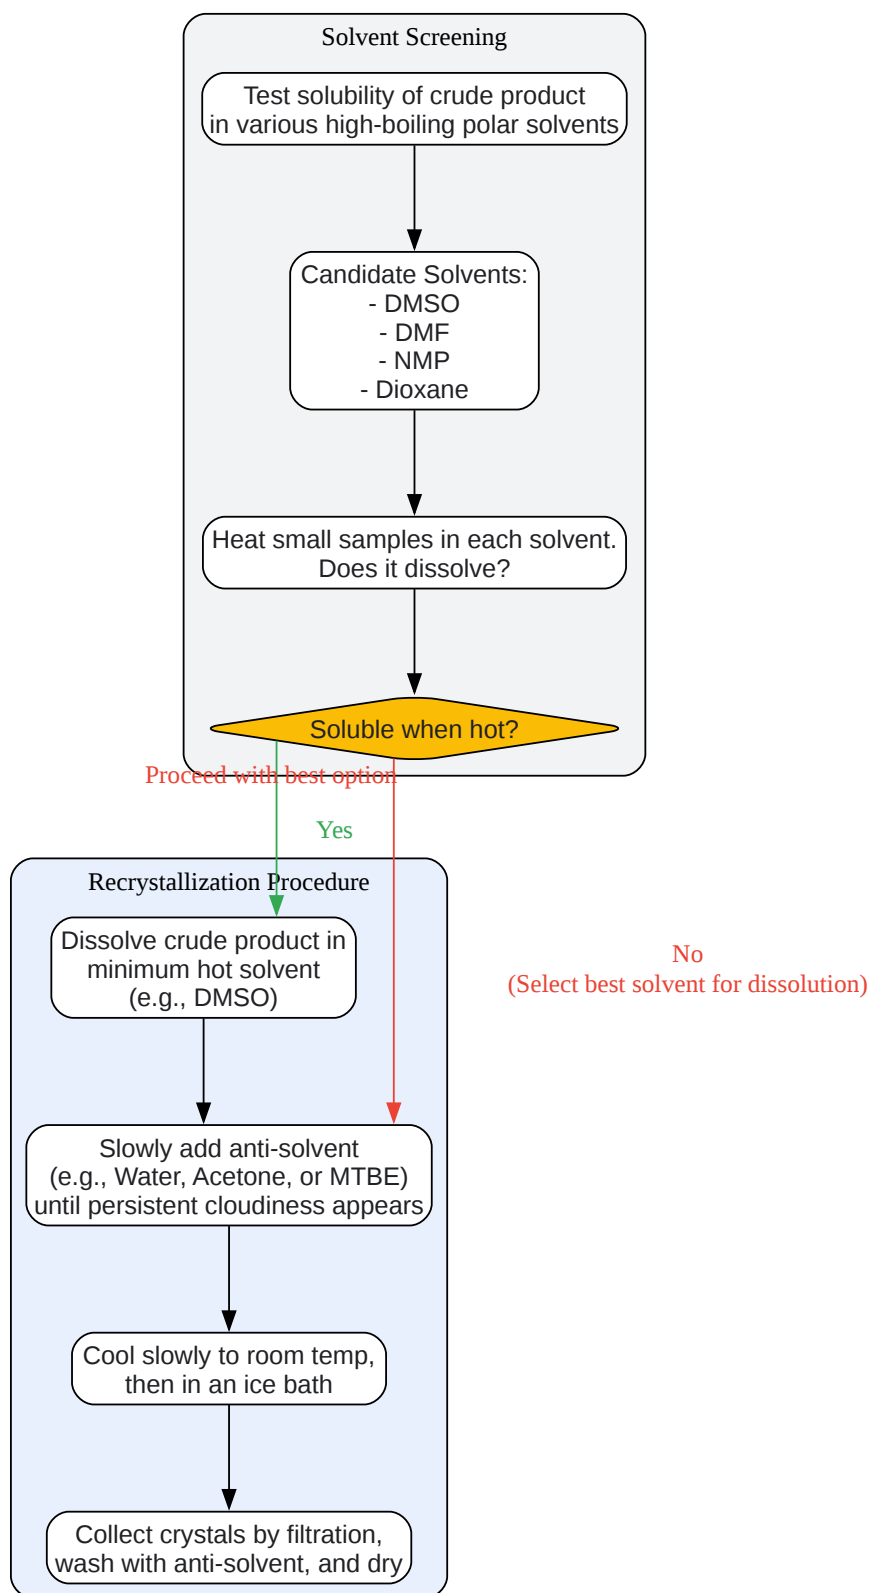 Solvent Screening
Test solubility of crude product
in various high-boiling polar solvents
Candidate Solvents:
- DMSO
- DMF
- NMP
- Dioxane
Heat small samples in each solvent.
Does it dissolve?
Soluble when hot?
Proceed with best option
Yes
Recrystallization Procedure
Dissolve crude product in
minimum hot solvent
(e.g., DMSO)
No
(Select best solvent for dissolution)
Slowly add anti-solvent
(e.g., Water, Acetone, or MTBE)
until persistent cloudiness appears
Cool slowly to room temp,
then in an ice bath
Collect crystals by filtration,
wash with anti-solvent, and dry